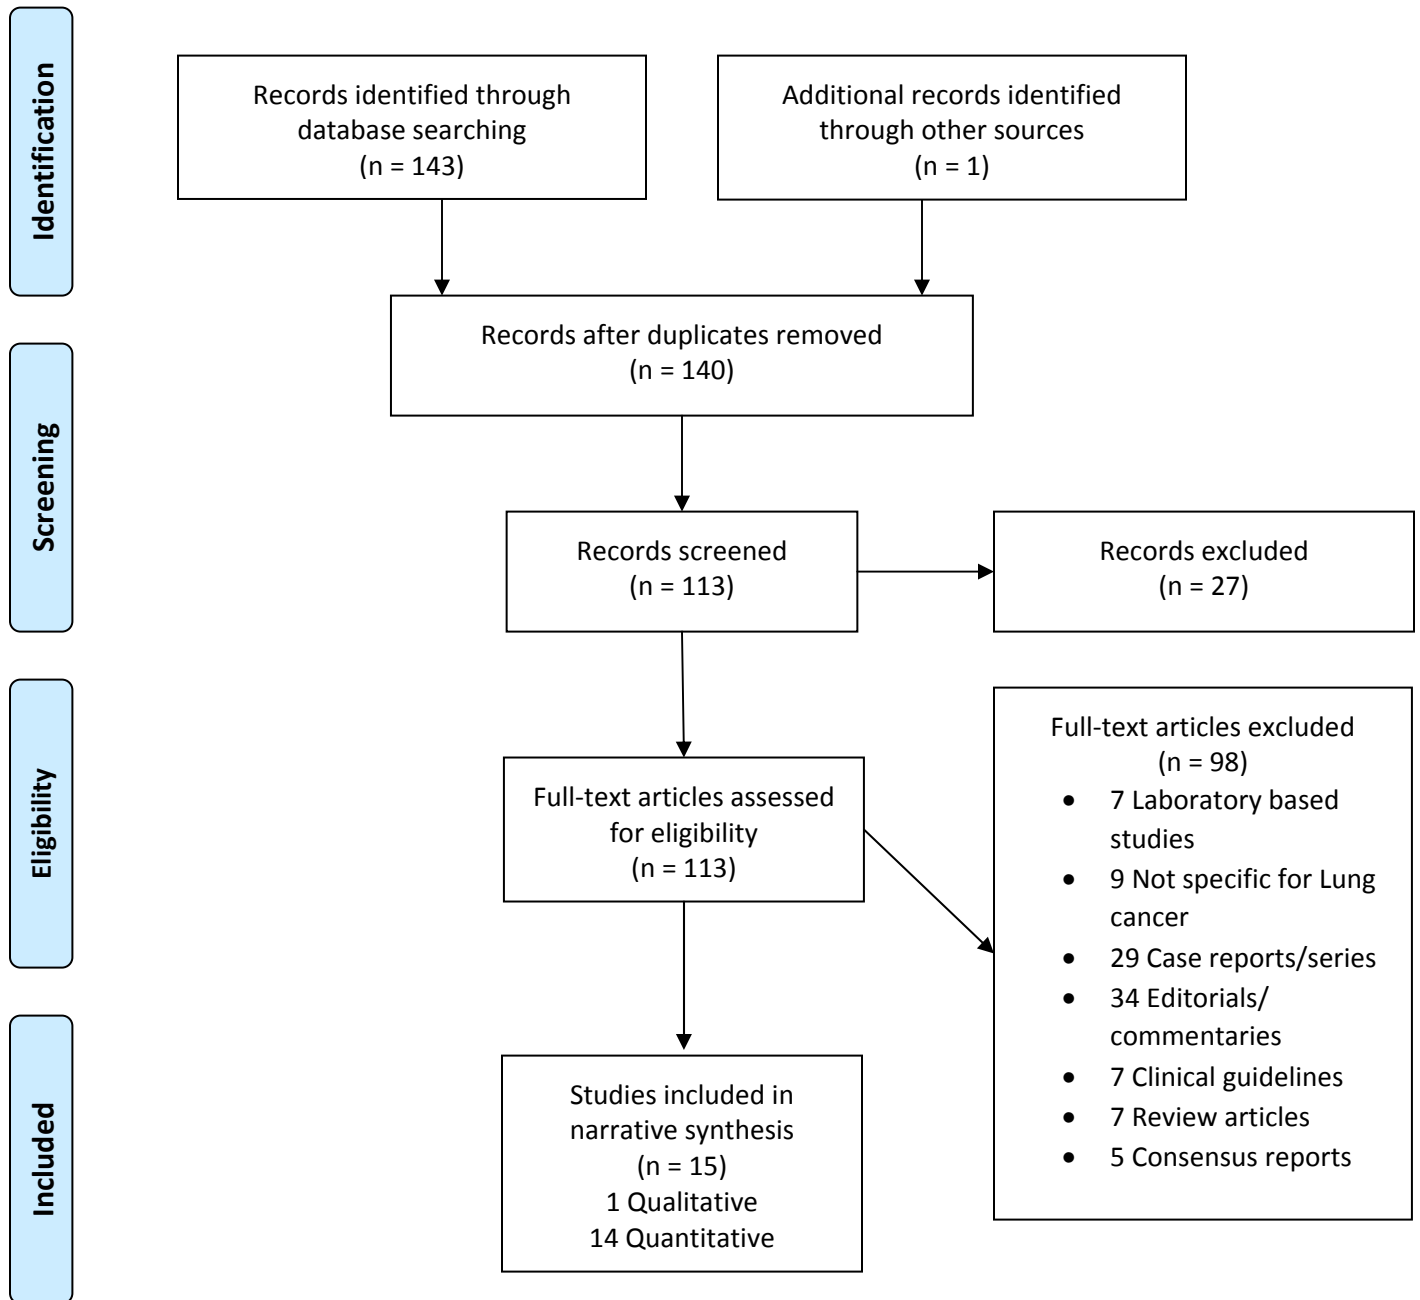 Identification
Records identified through
database searching
(n = 143)
Additional records identified
through other sources
(n = 1)
Records after duplicates removed
(n = 140)
Screening
Records screened
(n = 113)
Records excluded
(n = 27)
Eligibility
Full-text articles assessed
for eligibility
(n = 113)
Full-text articles excluded
(n = 98)
• 7 Laboratory based
studies
• 9 Not specific for Lung
cancer
• 29 Case reports/series
• 34 Editorials/
commentaries
• 7 Clinical guidelines
• 7 Review articles
• 5 Consensus reports
Included
Studies included in
narrative synthesis
(n = 15)
1 Qualitative
14 Quantitative